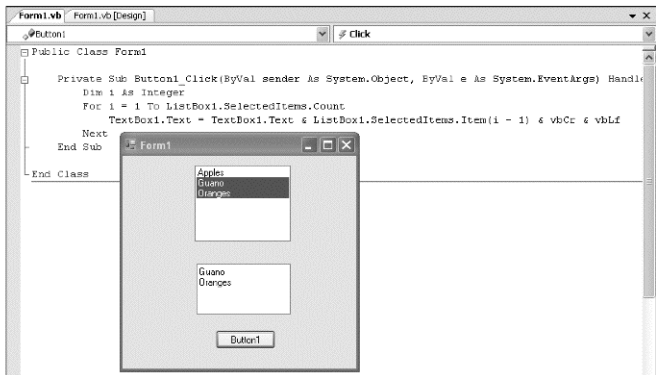 Form1.vb Form1.vb [Design]
Button1 Click
Public Class Form1
Private Sub Button1_Click(ByVal sender As System.Object, ByVal e As System.EventArgs) Handle
Dim i As Integer
For i = 1 To ListBox1.SelectedItems.Count
TextBox1.Text = TextBox1.Text & ListBox1.SelectedItems.Item(i - 1) & vbCr & vbLf
Next
End Sub
End Class
Form1
Apples
Guano
Oranges
Guano
Oranges
Button1